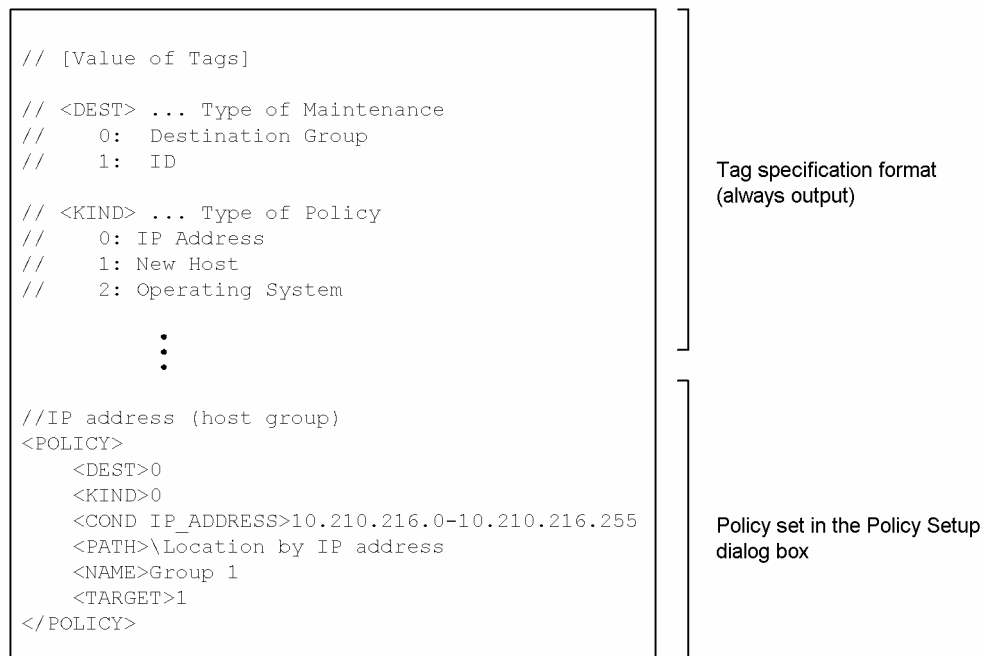 // [Value of Tags]
// <DEST> ... Type of Maintenance
//    0:  Destination Group
//    1:  ID
// <KIND> ... Type of Policy
//    0: IP Address
//    1: New Host
//    2: Operating System
Tag specification format
(always output)
//IP address (host group)
<POLICY>
    <DEST>0
    <KIND>0
    <COND IP_ADDRESS>10.210.216.0-10.210.216.255
    <PATH>\Location by IP address
    <NAME>Group 1
    <TARGET>1
</POLICY>
Policy set in the Policy Setup
dialog box